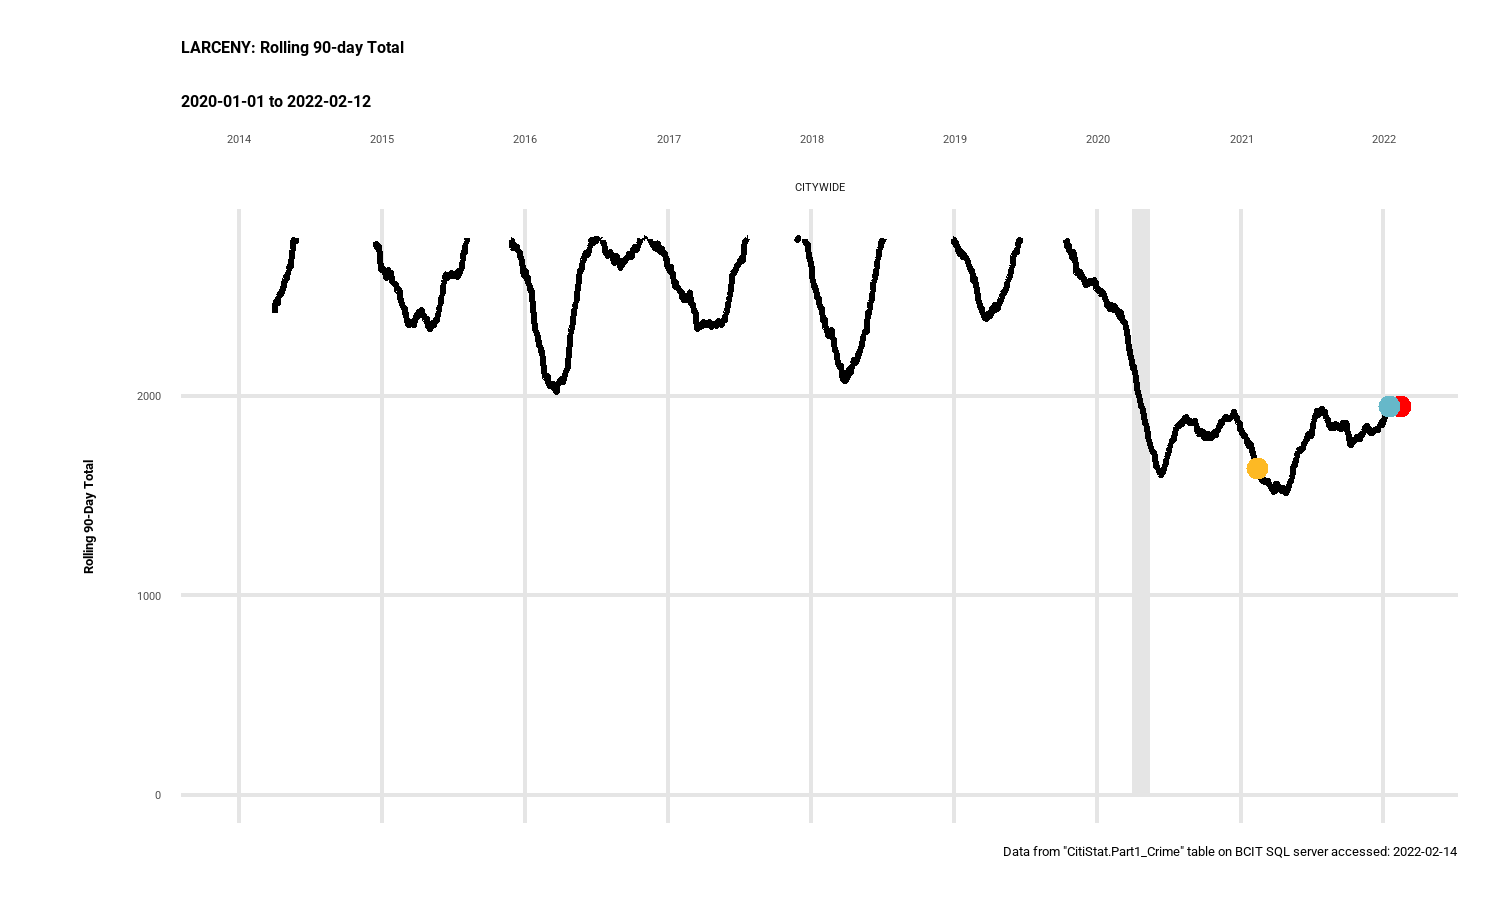 LARCENY: Rolling 90-day Total
2020-01-01 to 2022-02-12
2014 2015 2016 2017 2018 2019 2020 2021 2022
CITYWIDE
2000
Rolling 90-Day Total
1000
0
Data from "CitiStat.Part1_Crime" table on BCIT SQL server accessed: 2022-02-14